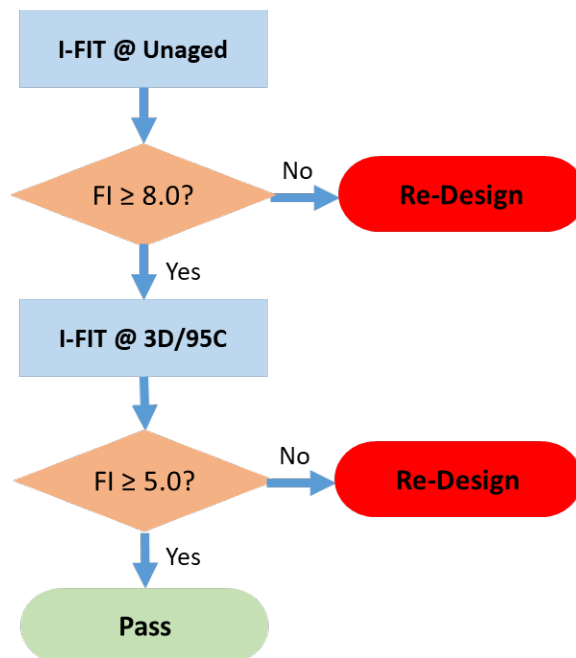 I-FIT @ Unaged
FI ≥ 8.0?
No
Re-Design
Yes
I-FIT @ 3D/95C
FI ≥ 5.0?
No
Re-Design
Yes
Pass